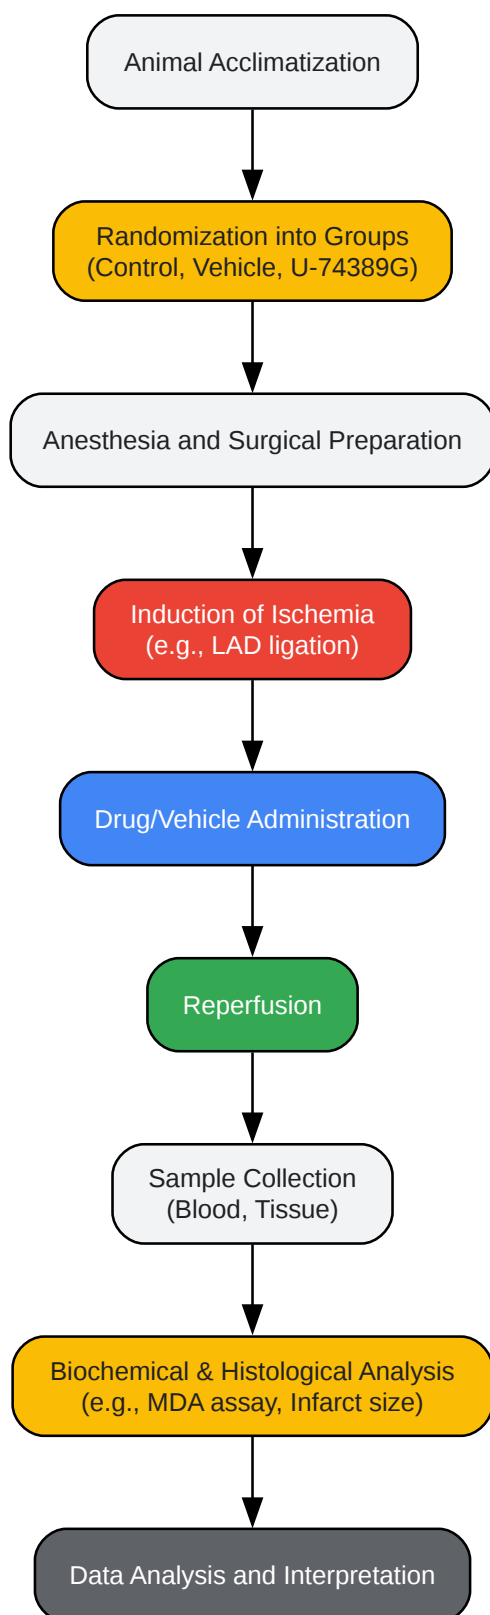 Animal Acclimatization
Randomization into Groups
(Control, Vehicle, U-74389G)
Anesthesia and Surgical Preparation
Induction of Ischemia
(e.g., LAD ligation)
Drug/Vehicle Administration
Reperfusion
Sample Collection
(Blood, Tissue)
Biochemical & Histological Analysis
(e.g., MDA assay, Infarct size)
Data Analysis and Interpretation